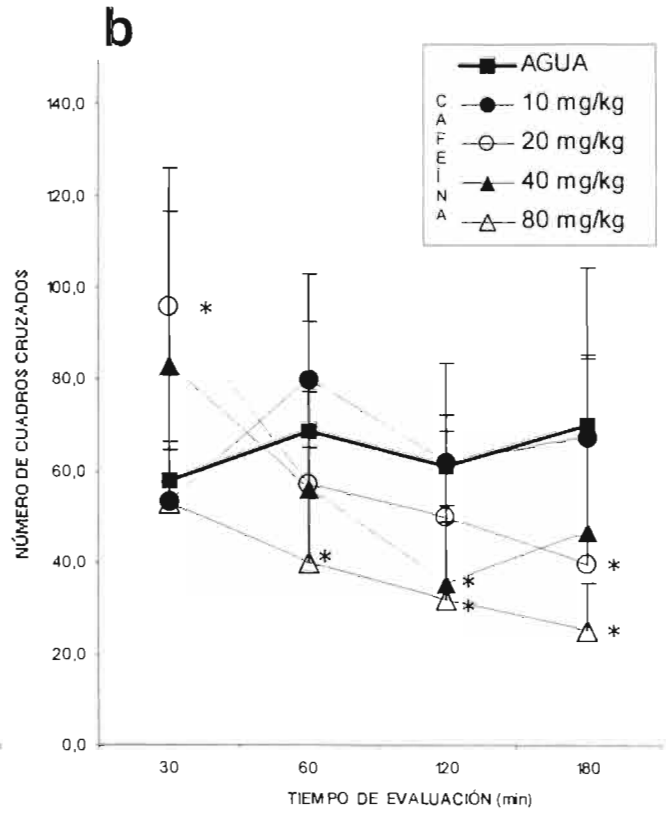 b
AGUA
CAFEÍNA
10 mg/kg
20 mg/kg
40 mg/kg
80 mg/kg
NÚMERO DE CUADROS CRUZADOS
140,0
120,0
100,0
80,0
60,0
40,0
20,0
0,0
*
*
*
*
*
*
30 60 120 180
TIEMPO DE EVALUACIÓN (min)